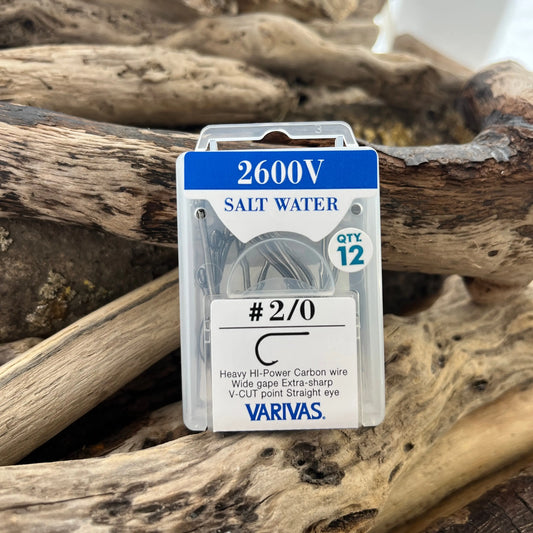 3
2600V
SALT WATER
QTY.
12
# 2/0
Heavy HI-Power Carbon wire
Wide gape Extra-sharp
V-CUT point Straight eye
VARIVAS.